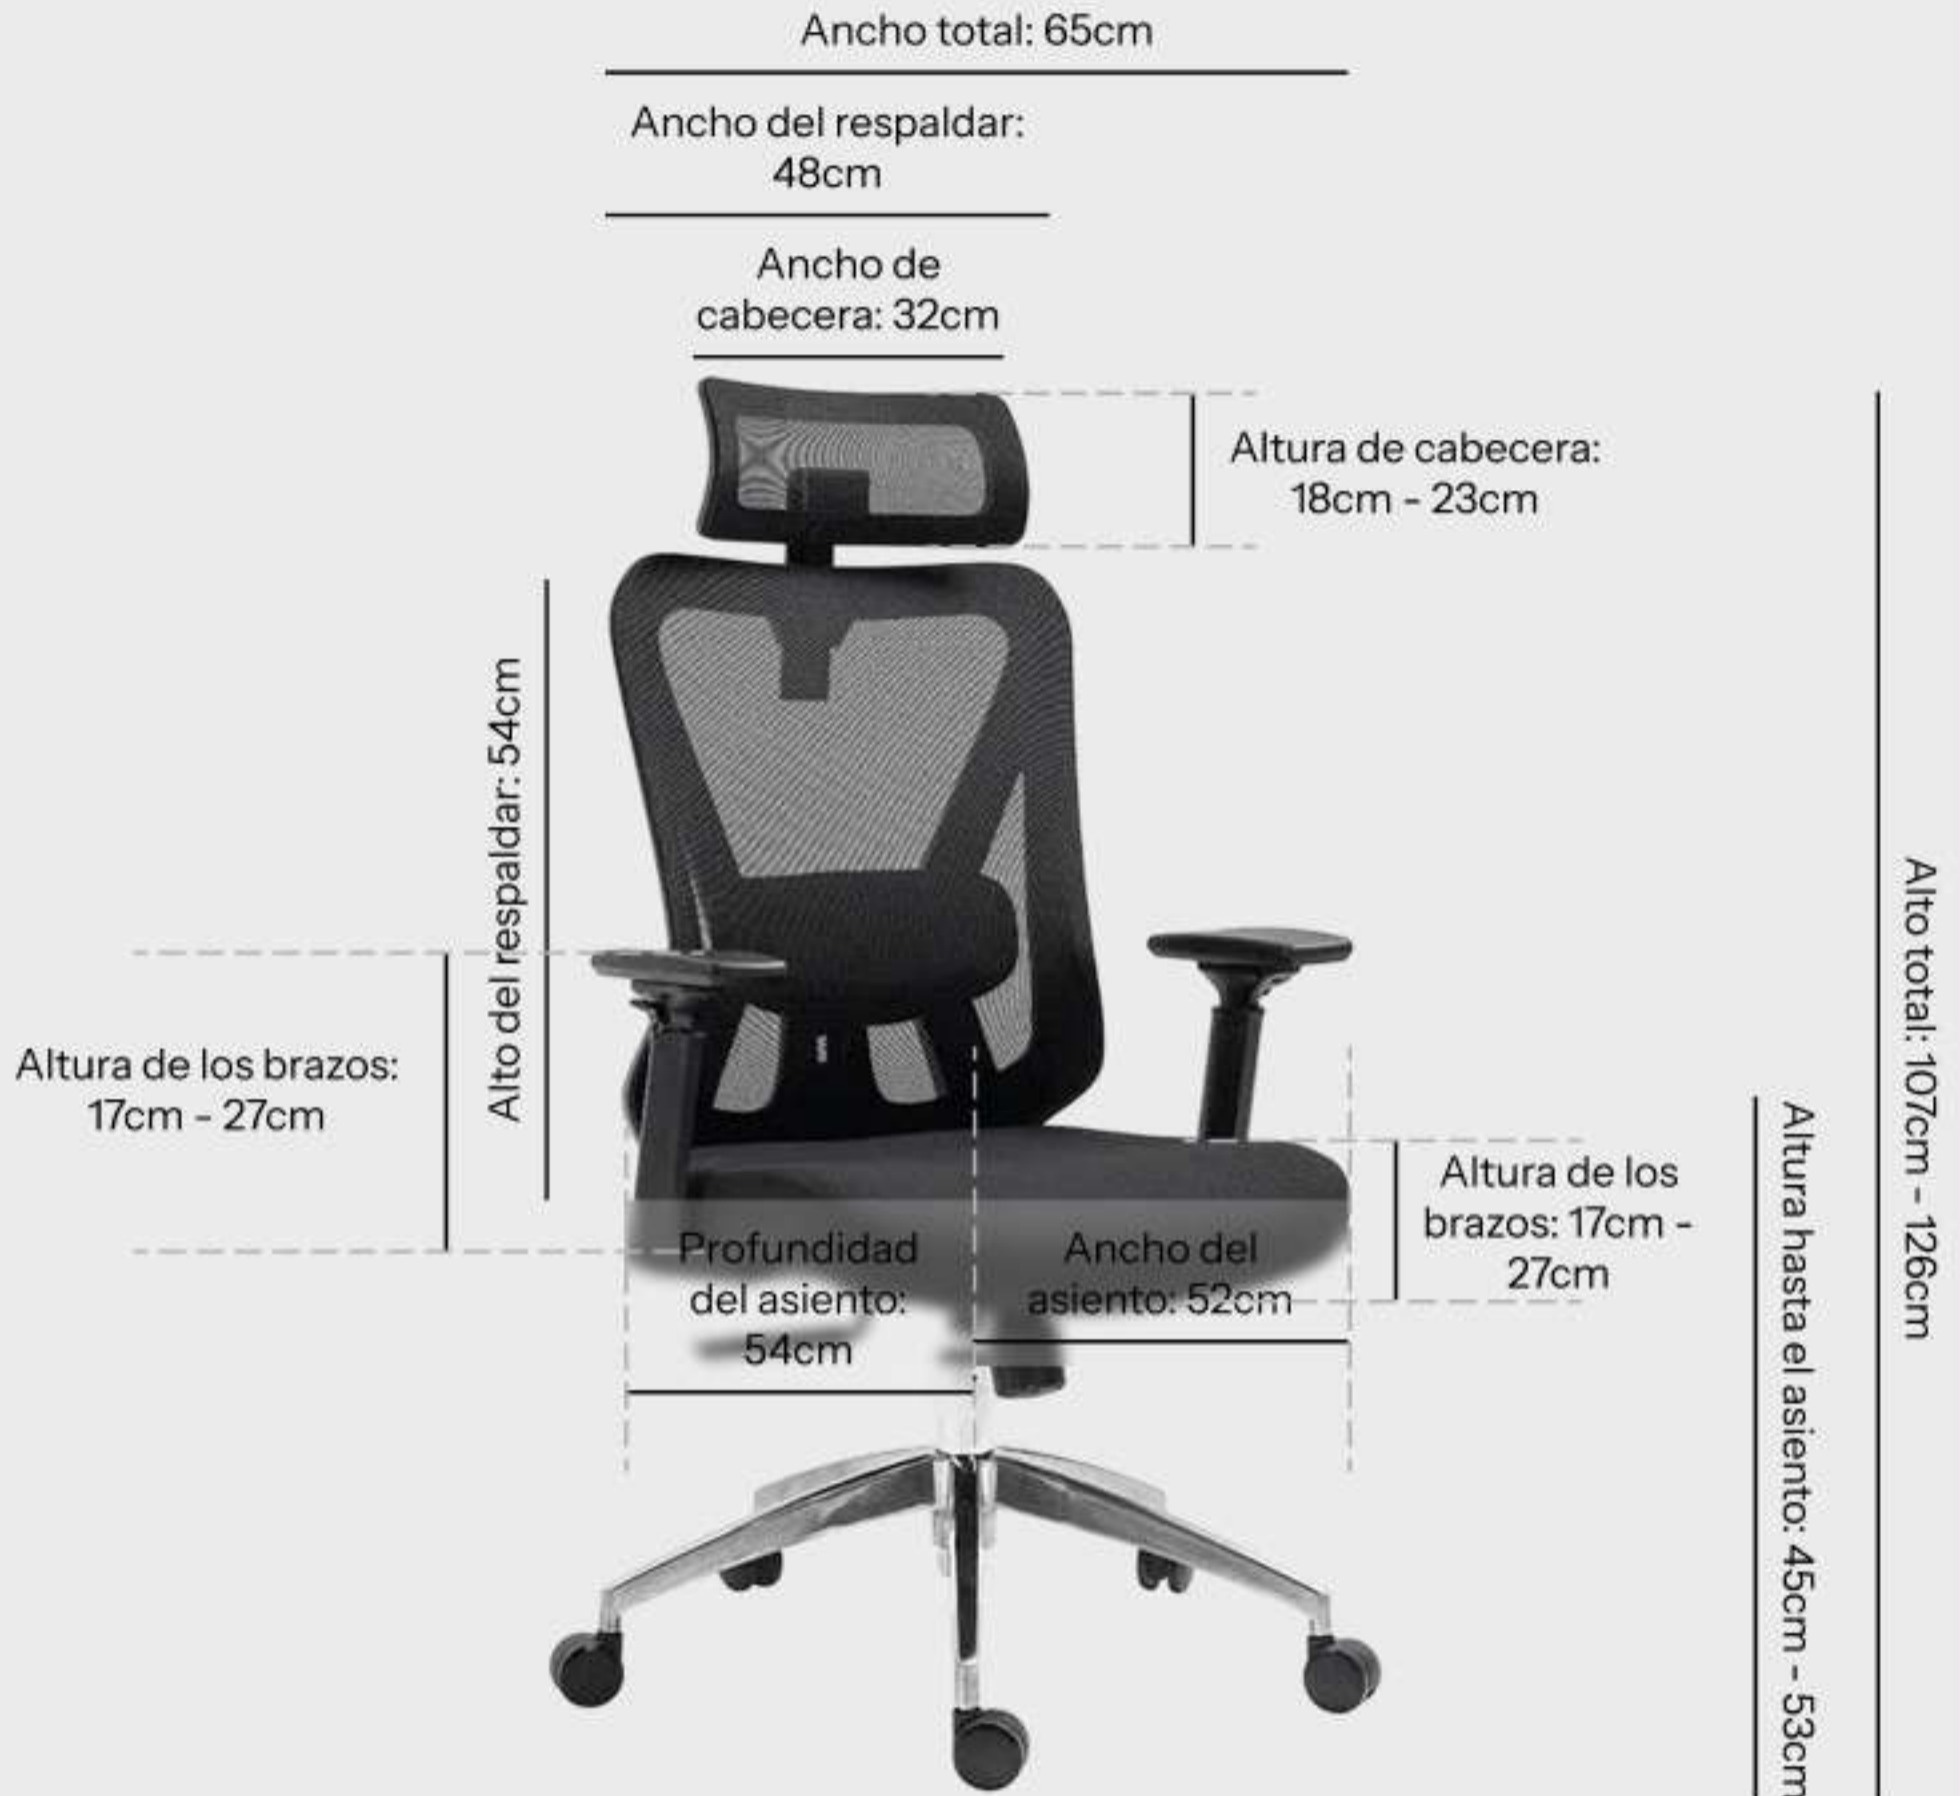 Ancho total: 65cm
Ancho del respaldar:
48cm
Ancho de
cabecera: 32cm
Altura de cabecera:
18cm - 23cm
Alto del respaldar: 54cm
Altura de los brazos:
17cm - 27cm
Profundidad
del asiento:
54cm
Ancho del
asiento: 52cm
Altura de los
brazos: 17cm -
27cm
Altura hasta el asiento: 45cm - 53cm
Alto total: 107cm - 126cm